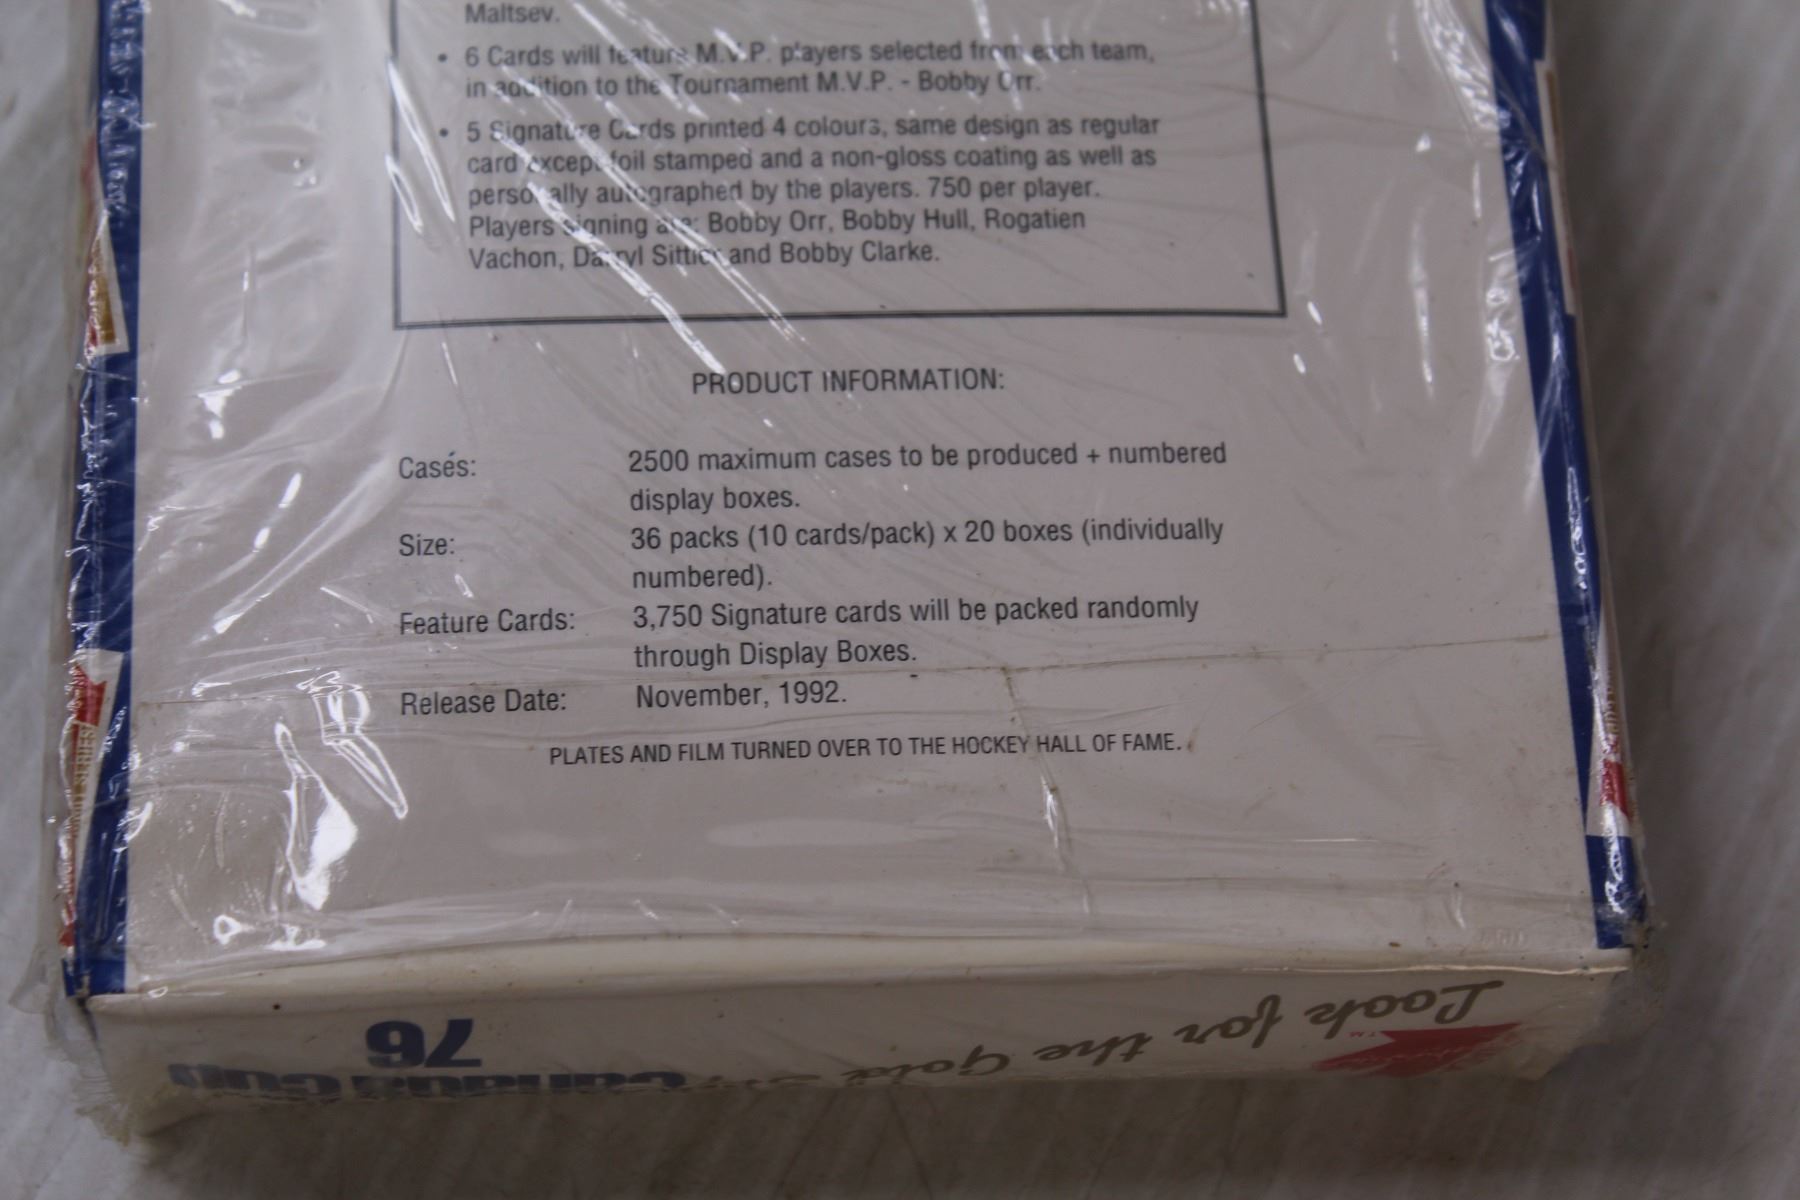 Maltsev.
• 6 Cards will feature M.V.P. players selected from each team,
in addition to the Tournament M.V.P. - Bobby Orr.
• 5 Signature Cards printed 4 colours, same design as regular
card except foil stamped and a non-gloss coating as well as
personally autographed by the players. 750 per player.
Players signing are: Bobby Orr, Bobby Hull, Rogatien
Vachon, Darryl Sittler and Bobby Clarke.
PRODUCT INFORMATION:
Cases: 2500 maximum cases to be produced + numbered
display boxes.
Size: 36 packs (10 cards/pack) x 20 boxes (individually
numbered).
Feature Cards: 3,750 Signature cards will be packed randomly
through Display Boxes.
Release Date: November, 1992.
PLATES AND FILM TURNED OVER TO THE HOCKEY HALL OF FAME.
Look for the Gold
Canada Cup
76